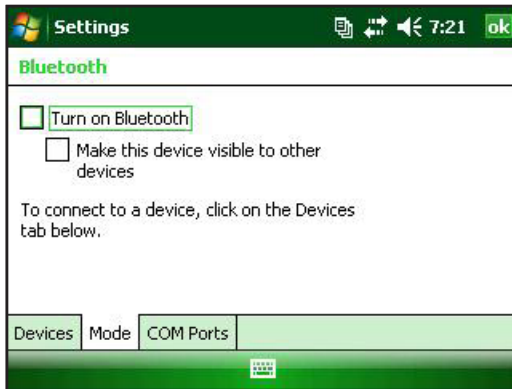 Settings 7:21 ok
Bluetooth
Turn on Bluetooth
Make this device visible to other
devices
To connect to a device, click on the Devices
tab below.
Devices Mode COM Ports